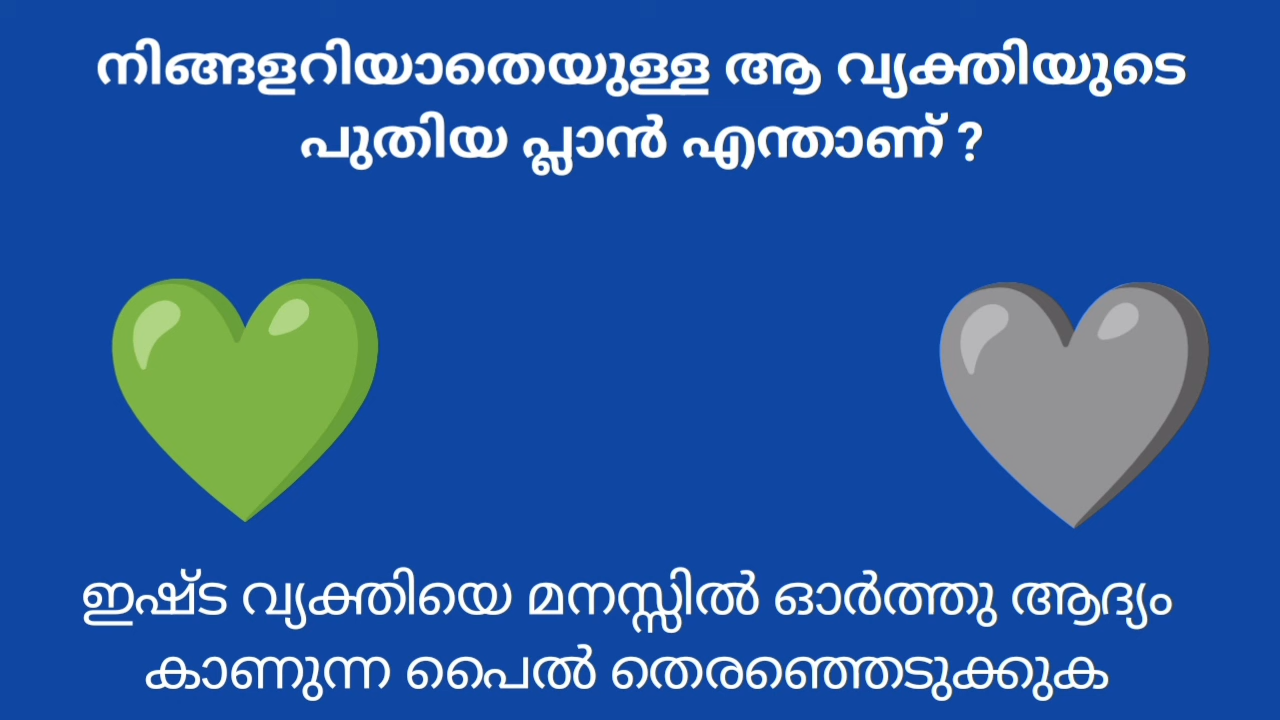 നിങ്ങളറിയാതെയുള്ള ആ വ്യക്തിയുടെ
പുതിയ പ്ലാൻ എന്താണ് ?
ഇഷ്ട വ്യക്തിയെ മനസ്സിൽ ഓർത്തു ആദ്യം
കാണുന്ന പൈൽ തെരഞ്ഞെടുക്കുക